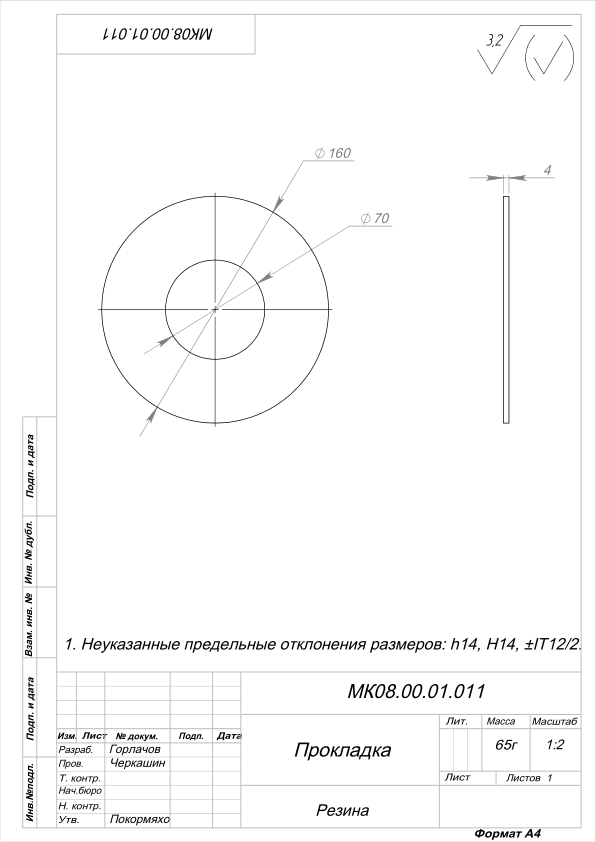 МК08.00.01.011
3,2
⌀ 160
⌀ 70
4
1. Неуказанные предельные отклонения размеров: h14, H14, ±IT12/2.
Подп. и дата
Инв. № дубл.
Взам. инв. №
Подп. и дата
Инв.№подл.
МК08.00.01.011
Изм. Лист № докум. Подп. Дата
Разраб. Горлачов
Пров. Черкашин
Т. контр.
Нач.бюро
Н. контр.
Утв. Покормяхо
Прокладка
Лит. Масса Масштаб
65г 1:2
Лист Листов 1
Резина
Формат А4